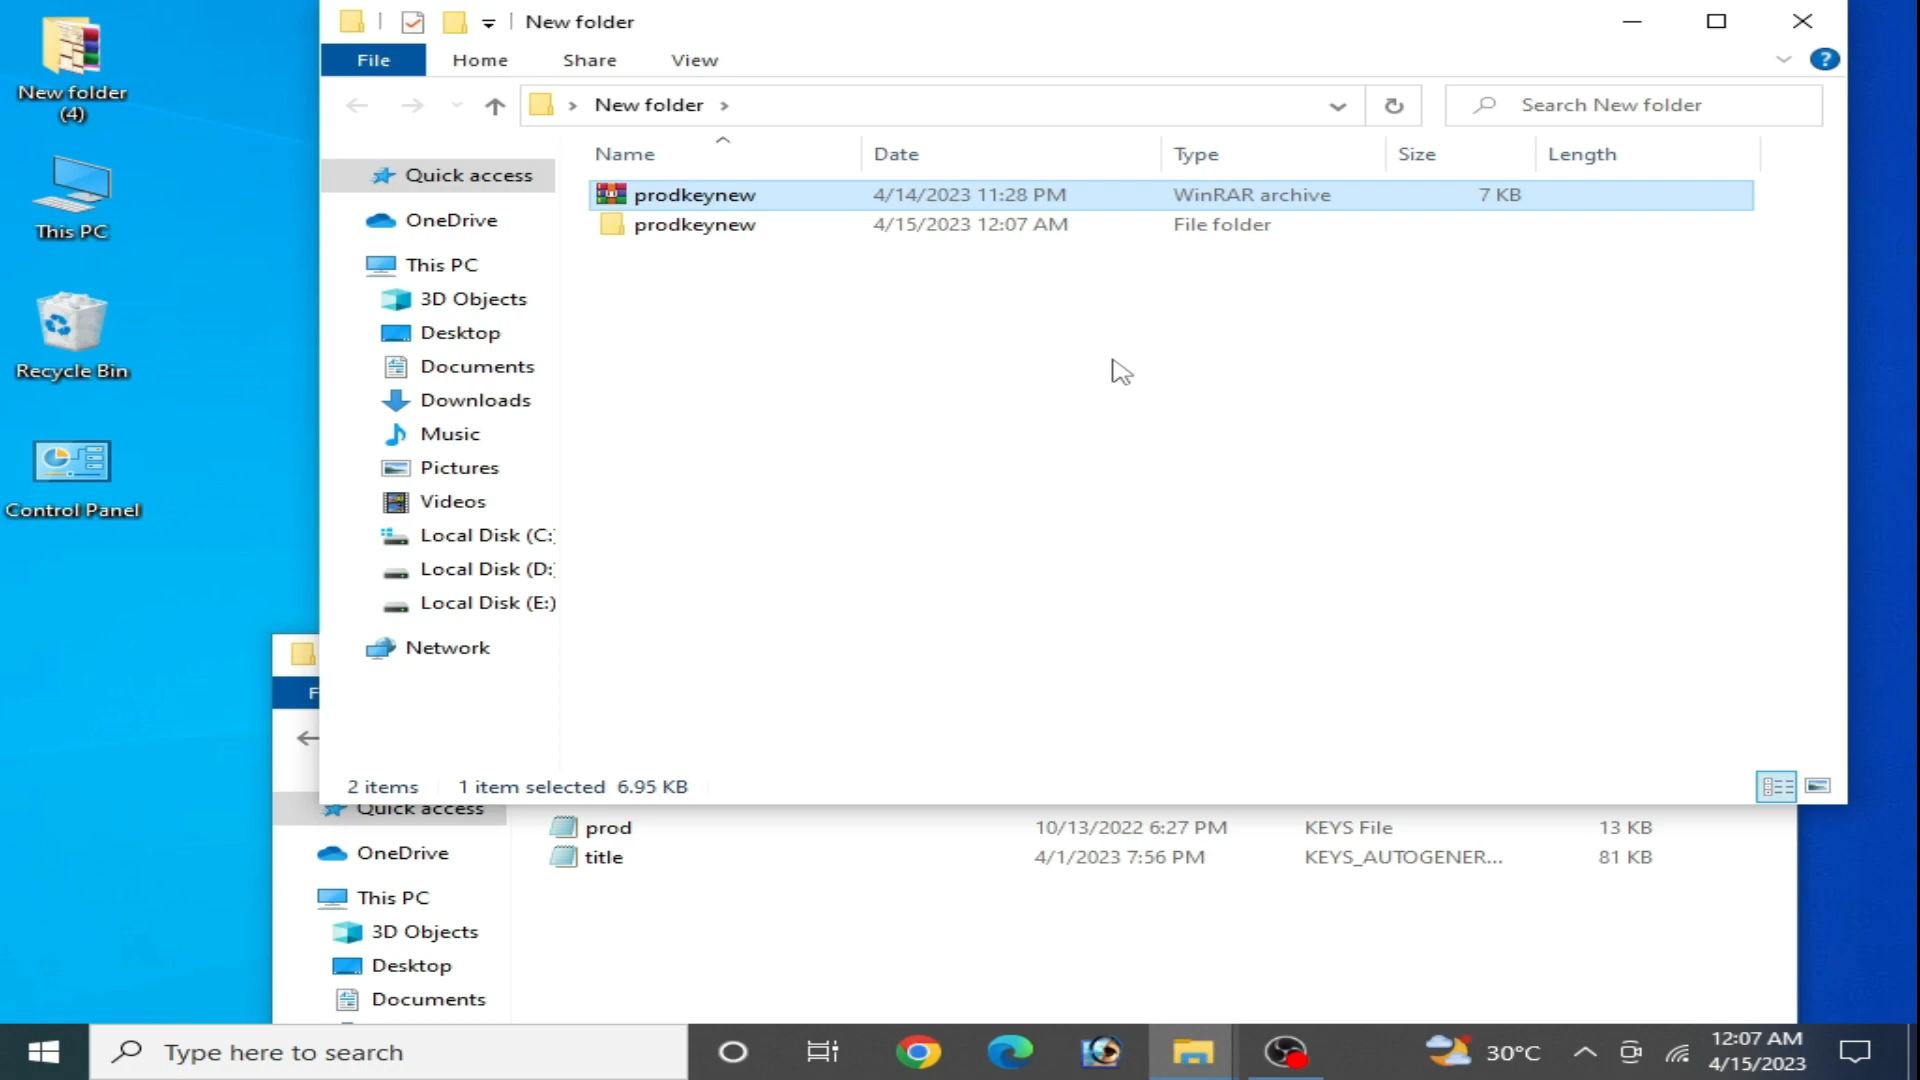 New folder
(4)
This PC
Recycle Bin
Control Panel
New folder
File Home Share View
?
New folder
Search New folder
Name Date Type Size Length
prodkeynew 4/14/2023 11:28 PM WinRAR archive 7 KB
prodkeynew 4/15/2023 12:07 AM File folder
Quick access
OneDrive
This PC
3D Objects
Desktop
Documents
Downloads
Music
Pictures
Videos
Local Disk (C:
Local Disk (D:
Local Disk (E:)
Network
2 items 1 item selected 6.95 KB
F
Quick access
OneDrive
This PC
3D Objects
Desktop
Documents
prod 10/13/2022 6:27 PM KEYS File 13 KB
title 4/1/2023 7:56 PM KEYS_AUTOGENER... 81 KB
Type here to search
30°C
12:07 AM
4/15/2023